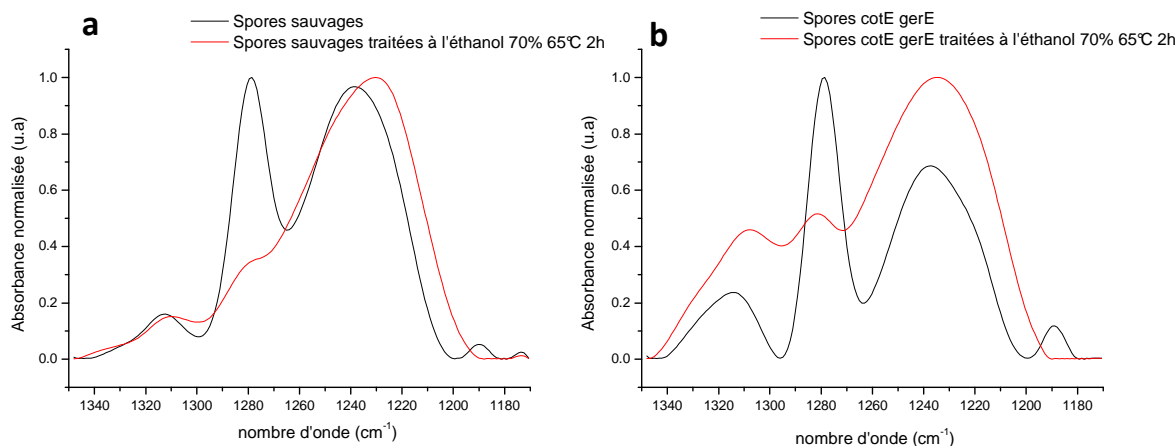 a
Spores sauvages
Spores sauvages traitées à l'éthanol 70% 65°C 2h
Absorbance normalisée (u.a)
1.0
0.8
0.6
0.4
0.2
0.0
1340 1320 1300 1280 1260 1240 1220 1200 1180
nombre d'onde (cm⁻¹)
b
Spores cotE gerE
Spores cotE gerE traitées à l'éthanol 70% 65°C 2h
Absorbance normalisée (u.a)
1.0
0.8
0.6
0.4
0.2
0.0
1340 1320 1300 1280 1260 1240 1220 1200 1180
nombre d'onde (cm⁻¹)